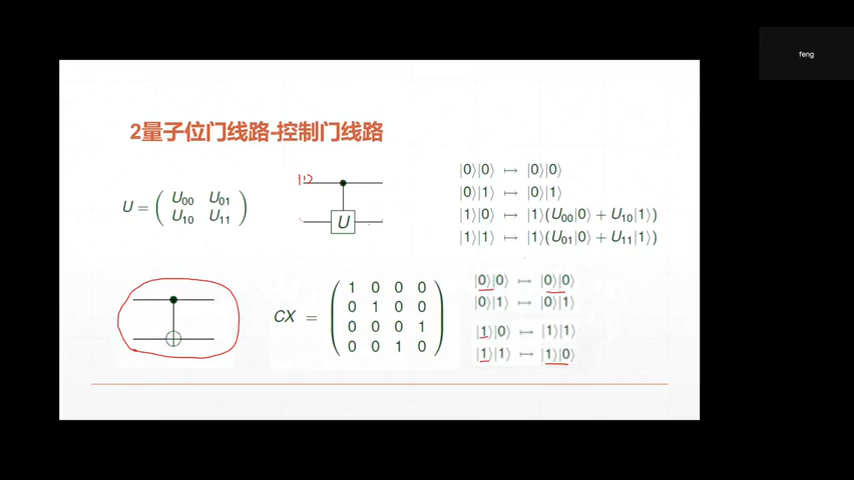 feng
2量子位门线路-控制门线路
U = ( U00 U01
U10 U11 )
|1⟩
U
|0⟩|0⟩ ↦ |0⟩|0⟩
|0⟩|1⟩ ↦ |0⟩|1⟩
|1⟩|0⟩ ↦ |1⟩(U00|0⟩ + U10|1⟩)
|1⟩|1⟩ ↦ |1⟩(U01|0⟩ + U11|1⟩)
CX =
1 0 0 0
0 1 0 0
0 0 0 1
0 0 1 0
|0⟩|0⟩ ↦ |0⟩|0⟩
|0⟩|1⟩ ↦ |0⟩|1⟩
|1⟩|0⟩ ↦ |1⟩|1⟩
|1⟩|1⟩ ↦ |1⟩|0⟩